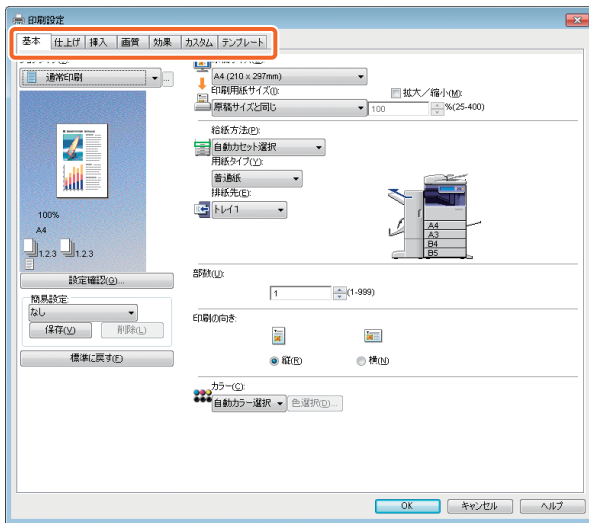 印刷設定
基本 仕上げ 挿入 画質 効果 カスタム テンプレート
通常印刷 ...
100%
A4
1.2.3 1.2.3
設定確認(Q)...
簡易設定
なし
保存(V) 削除(L)
標準に戻す(F)
A4 (210 x 297mm)
印刷用紙サイズ(I):
原稿サイズと同じ
拡大/縮小(M):
100 %(25-400)
給紙方法(P):
自動カセット選択
用紙タイプ(Y):
普通紙
排紙先(E):
トレイ1
A4
A3
B4
B5
部数(U):
1 (1-999)
印刷の向き:
縦(R) 横(N)
カラー(C):
自動カラー選択 色選択(D)...
OK キャンセル ヘルプ